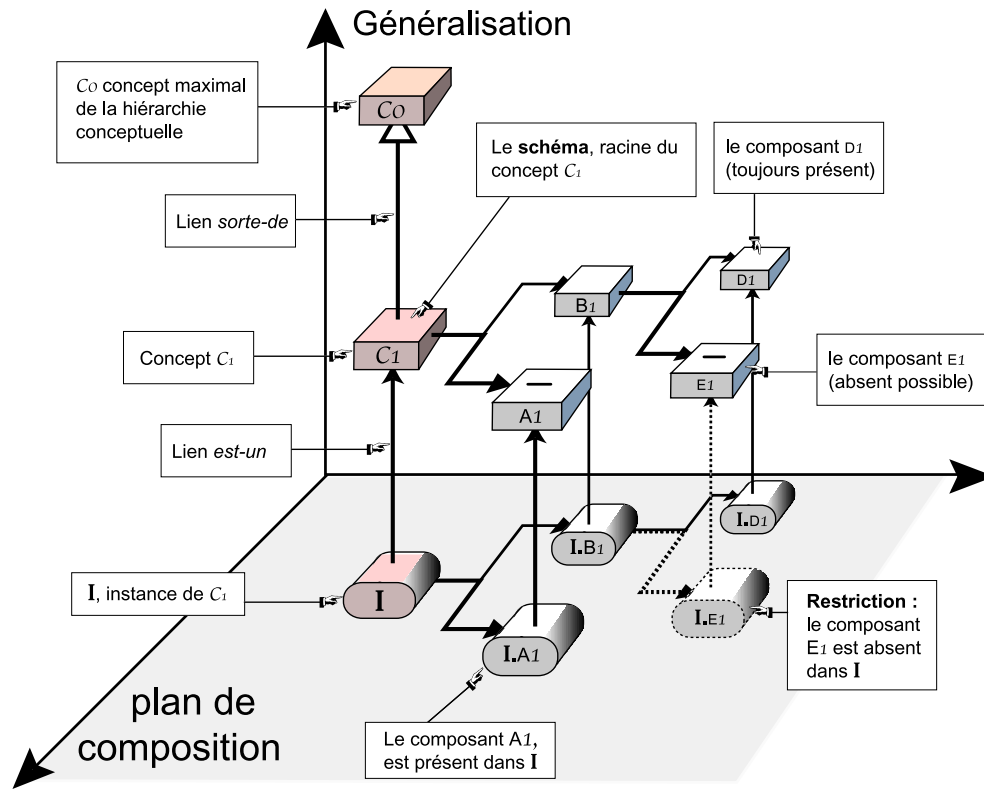 Généralisation
C0 concept maximal
de la hiérarchie
conceptuelle
C0
Le schéma, racine du
concept C1
le composant D1
(toujours présent)
Lien sorte-de
D1
B1
Concept C1
C1
le composant E1
(absent possible)
E1
A1
Lien est-un
I.D1
I.B1
I, instance de C1
I
I.E1
Restriction :
le composant
E1 est absent
dans I
I.A1
plan de
composition
Le composant A1,
est présent dans I